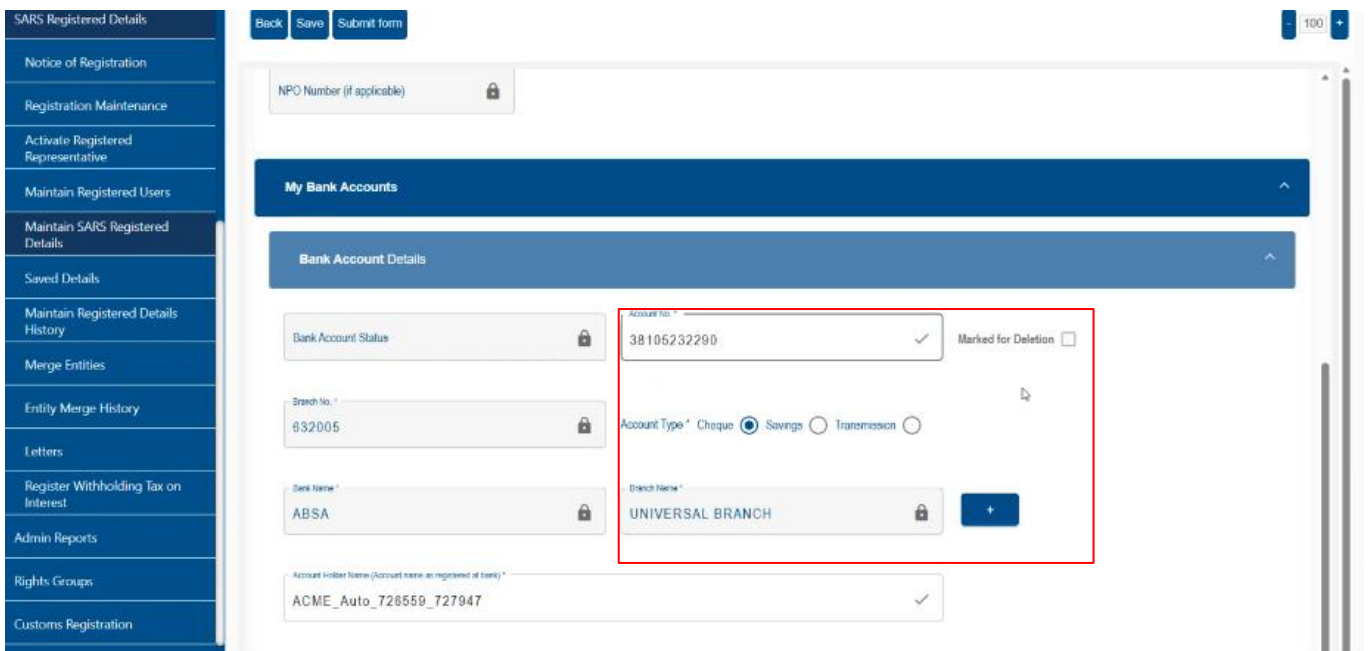 SARS Registered Details
Notice of Registration
Registration Maintenance
Activate Registered
Representative
Maintain Registered Users
Maintain SARS Registered
Details
Saved Details
Maintain Registered Details
History
Merge Entities
Entity Merge History
Letters
Register Withholding Tax on
Interest
Admin Reports
Rights Groups
Customs Registration
Back Save Submit form
- 100 +
NPO Number (if applicable)
My Bank Accounts
Bank Account Details
Bank Account Status
Account No. *
38105232290
Marked for Deletion
Branch No. *
632005
Account Type * Cheque Savings Transmission
Bank Name *
ABSA
Branch Name *
UNIVERSAL BRANCH
+
Account Holder Name (Account name as registered at bank) *
ACME_Auto_726559_727947